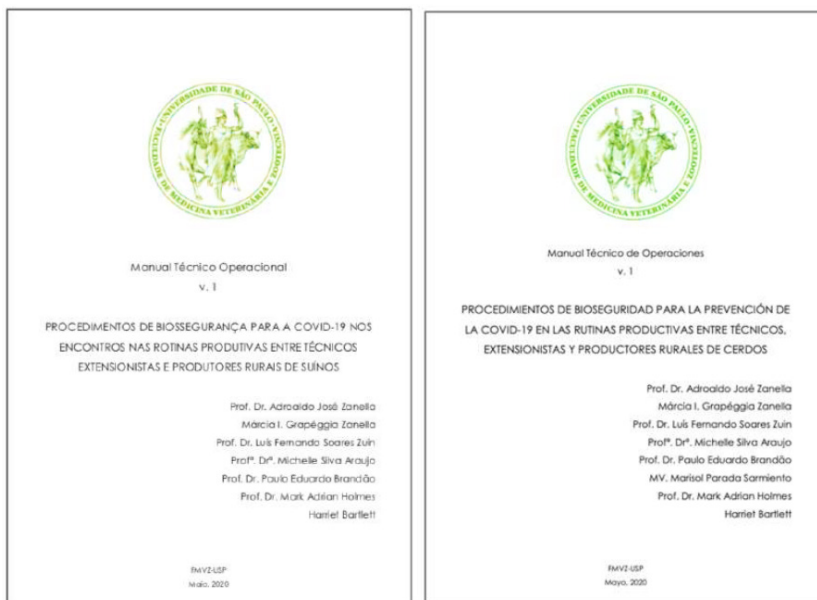 UNIVERSIDADE DE SÃO PAULO
FACULDADE DE MEDICINA VETERINÁRIA E ZOOTECNIA
Manual Técnico Operacional
v. 1
PROCEDIMENTOS DE BIOSSEGURANÇA PARA A COVID-19 NOS
ENCONTROS NAS ROTINAS PRODUTIVAS ENTRE TÉCNICOS
EXTENSIONISTAS E PRODUTORES RURAIS DE SUÍNOS
Prof. Dr. Adroaldo José Zanella
Márcia I. Grapéggia Zanella
Prof. Dr. Luís Fernando Soares Zuin
Profª. Drª. Michelle Silva Araujo
Prof. Dr. Paulo Eduardo Brandão
Prof. Dr. Mark Adrian Holmes
Harriet Bartlett
FMVZ-USP
Maio, 2020
UNIVERSIDADE DE SÃO PAULO
FACULDADE DE MEDICINA VETERINÁRIA E ZOOTECNIA
Manual Técnico de Operaciones
v. 1
PROCEDIMIENTOS DE BIOSEGURIDAD PARA LA PREVENCIÓN DE
LA COVID-19 EN LAS RUTINAS PRODUCTIVAS ENTRE TÉCNICOS,
EXTENSIONISTAS Y PRODUCTORES RURALES DE CERDOS
Prof. Dr. Adroaldo José Zanella
Márcia I. Grapéggia Zanella
Prof. Dr. Luís Fernando Soares Zuin
Profª. Drª. Michelle Silva Araujo
Prof. Dr. Paulo Eduardo Brandão
MV. Marisol Parada Sarmiento
Prof. Dr. Mark Adrian Holmes
Harriet Bartlett
FMVZ-USP
Mayo, 2020